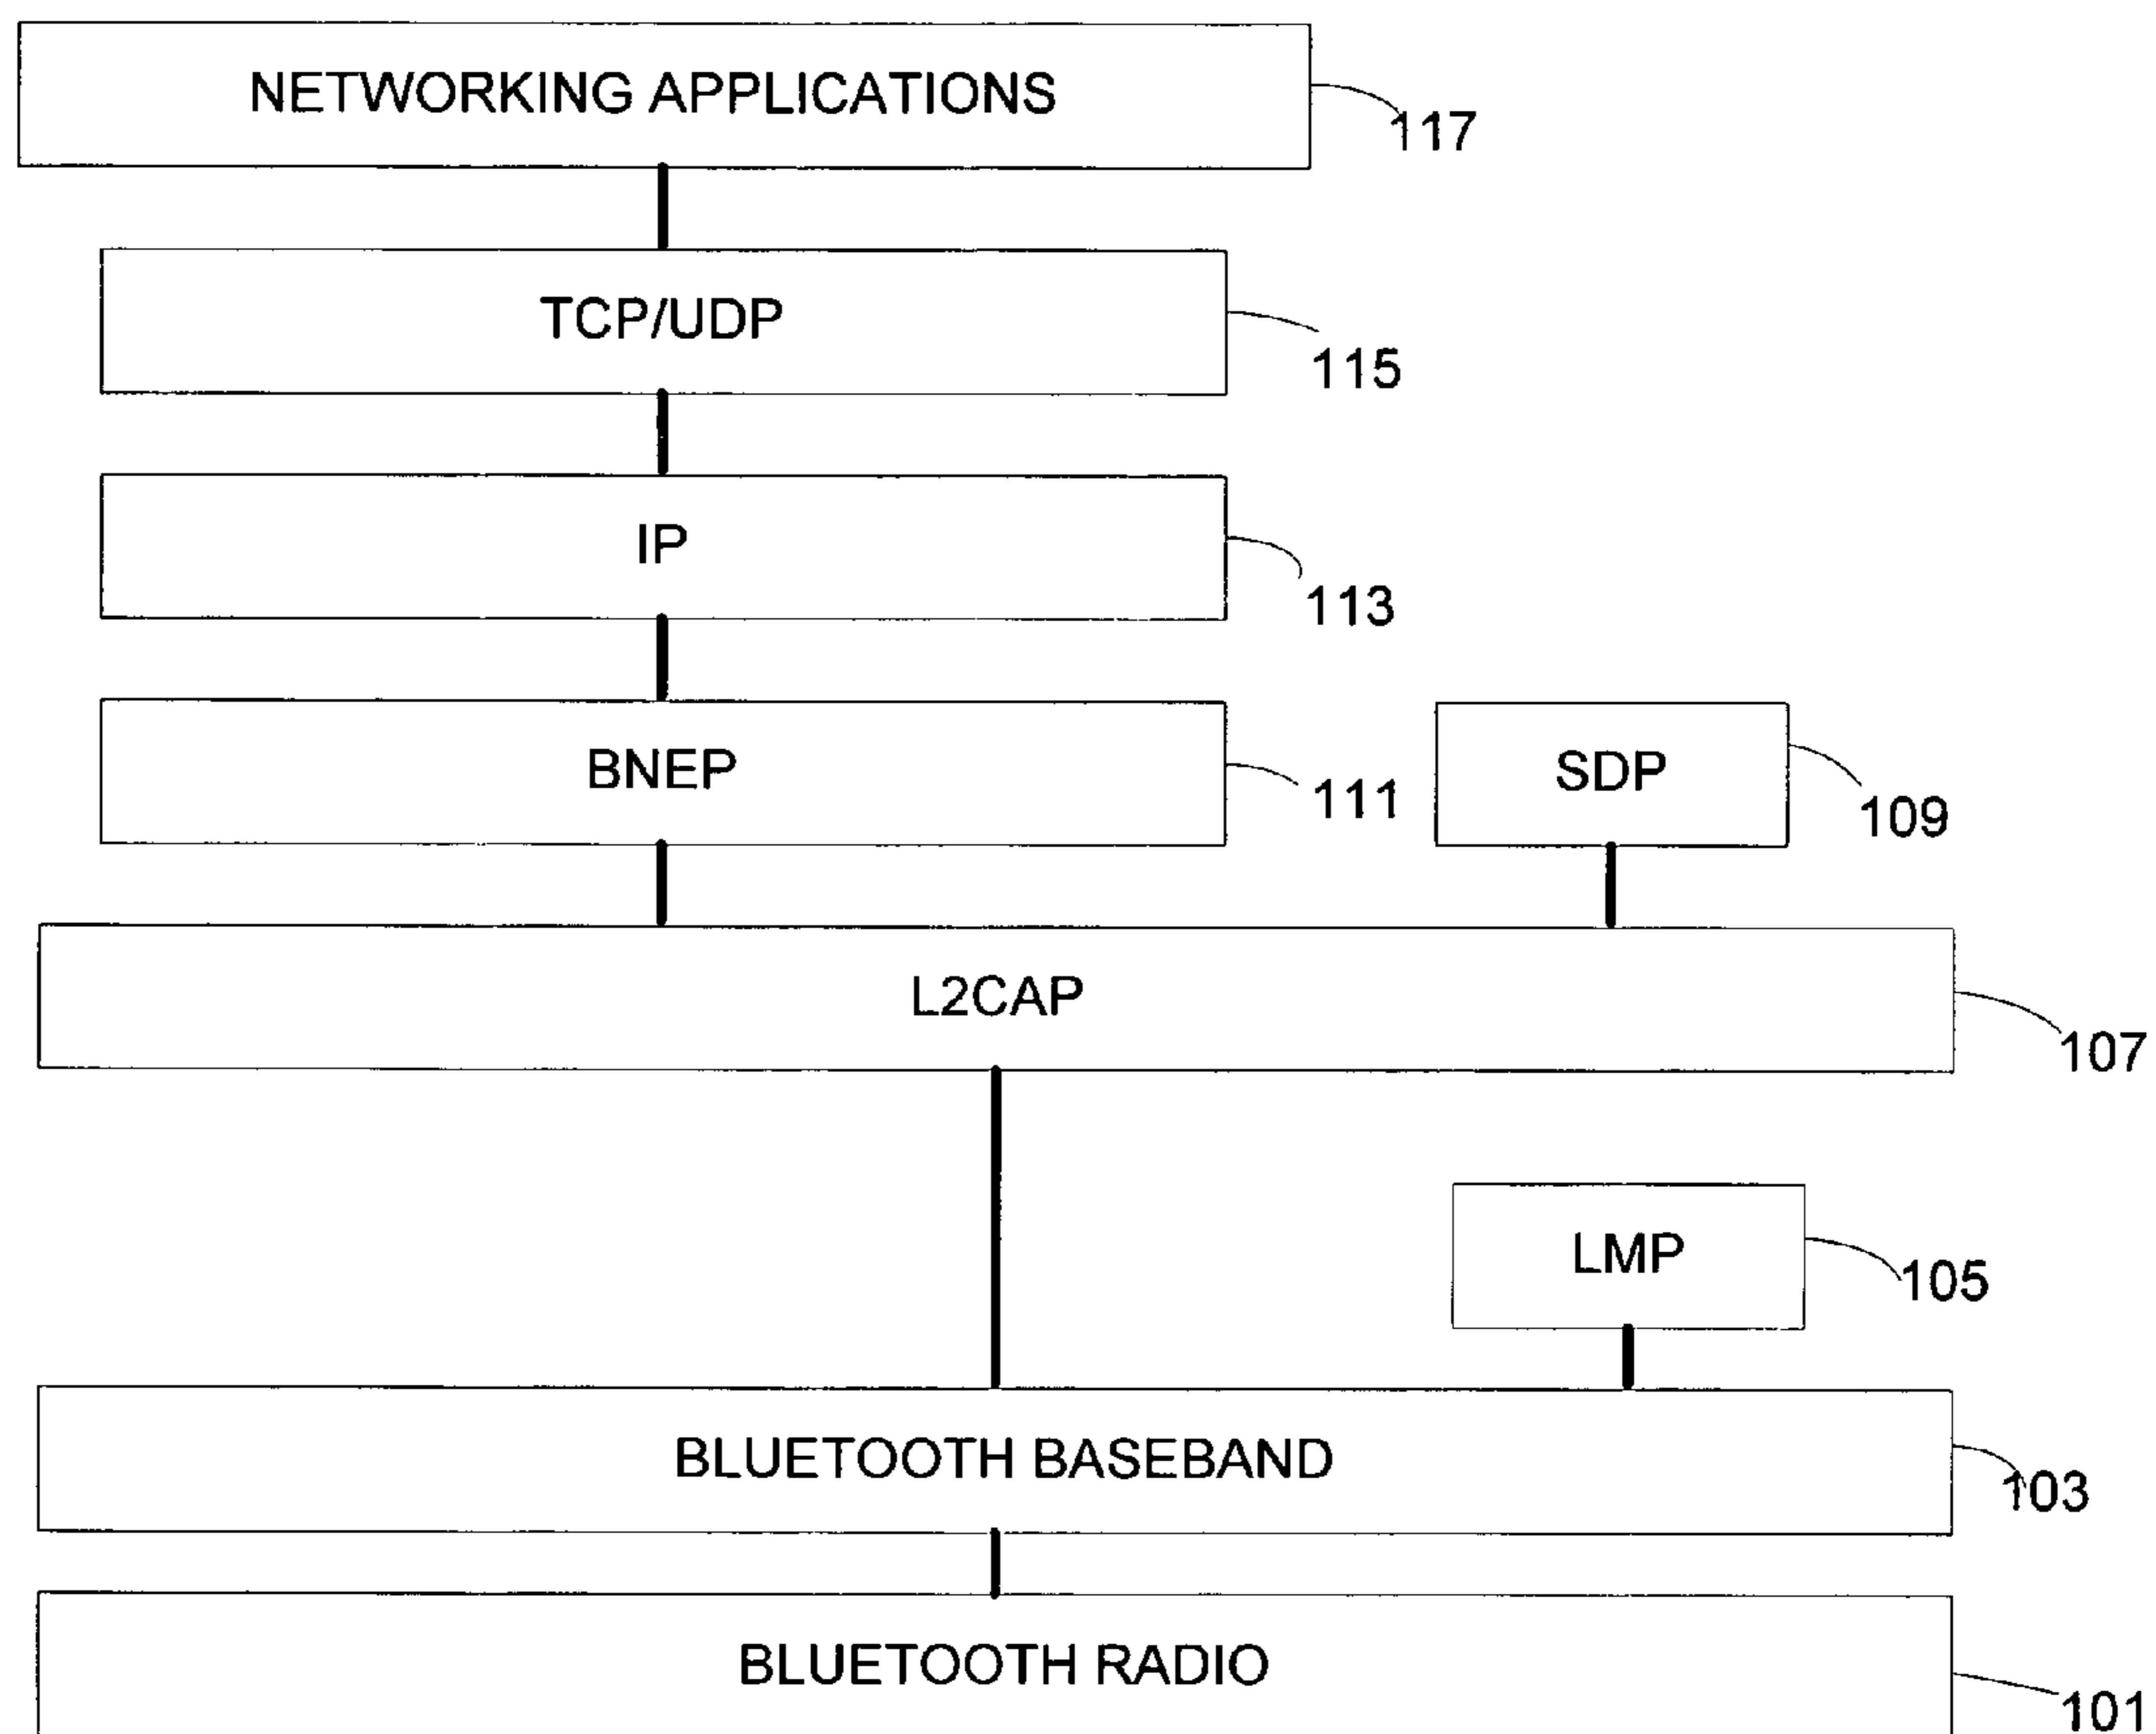 NETWORKING APPLICATIONS
117
TCP/UDP
115
IP
113
BNEP
111
SDP
109
L2CAP
107
LMP
105
BLUETOOTH BASEBAND
103
BLUETOOTH RADIO
101